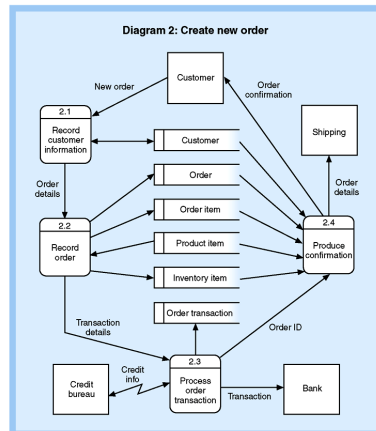 Diagram 2: Create new order
Customer
New order
Order
confirmation
2.1
Record
customer
information
Customer
Shipping
Order
Order
details
Order
details
Order item
2.2
Record
order
2.4
Produce
confirmation
Product item
Inventory item
Order transaction
Transaction
details
Order ID
2.3
Process
order
transaction
Credit
info
Credit
bureau
Transaction
Bank